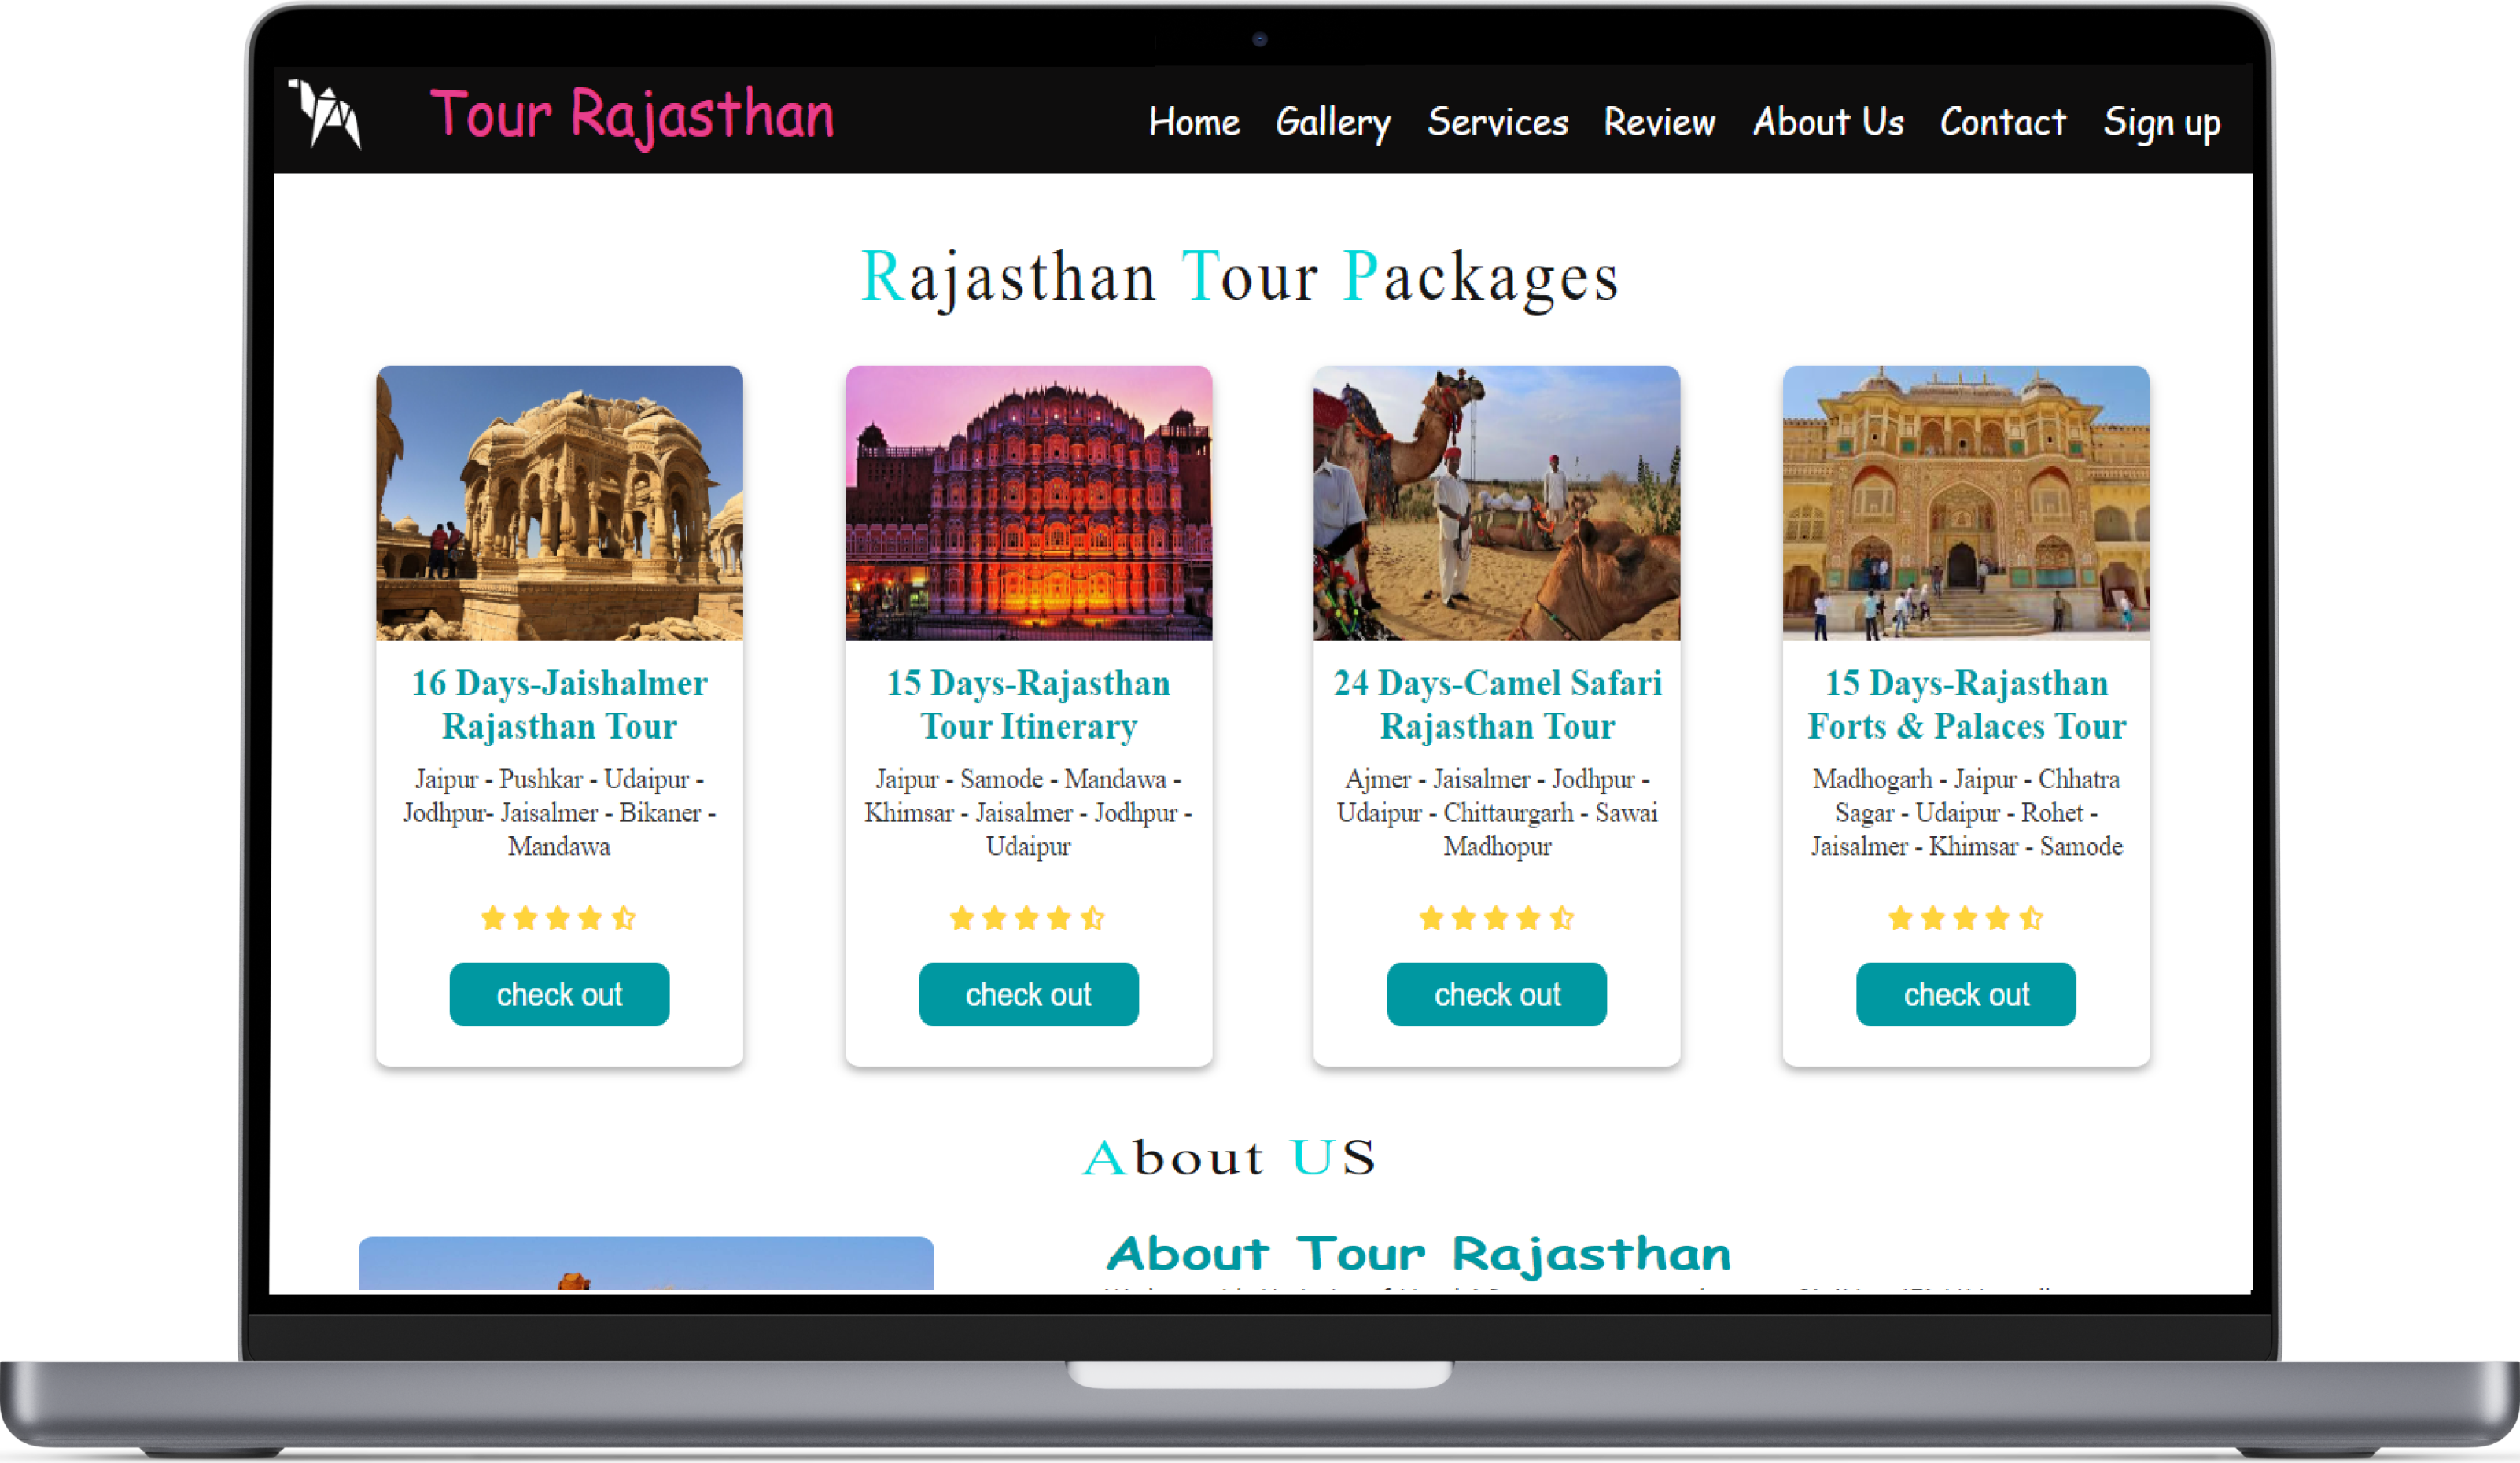 Tour Rajasthan
Home Gallery Services Review About Us Contact Sign up
Rajasthan Tour Packages
16 Days-Jaishalmer
Rajasthan Tour
Jaipur - Pushkar - Udaipur -
Jodhpur- Jaisalmer - Bikaner -
Mandawa
check out
15 Days-Rajasthan
Tour Itinerary
Jaipur - Samode - Mandawa -
Khimsar - Jaisalmer - Jodhpur -
Udaipur
check out
24 Days-Camel Safari
Rajasthan Tour
Ajmer - Jaisalmer - Jodhpur -
Udaipur - Chittaurgarh - Sawai
Madhopur
check out
15 Days-Rajasthan
Forts & Palaces Tour
Madhogarh - Jaipur - Chhatra
Sagar - Udaipur - Rohet -
Jaisalmer - Khimsar - Samode
check out
About US
About Tour Rajasthan